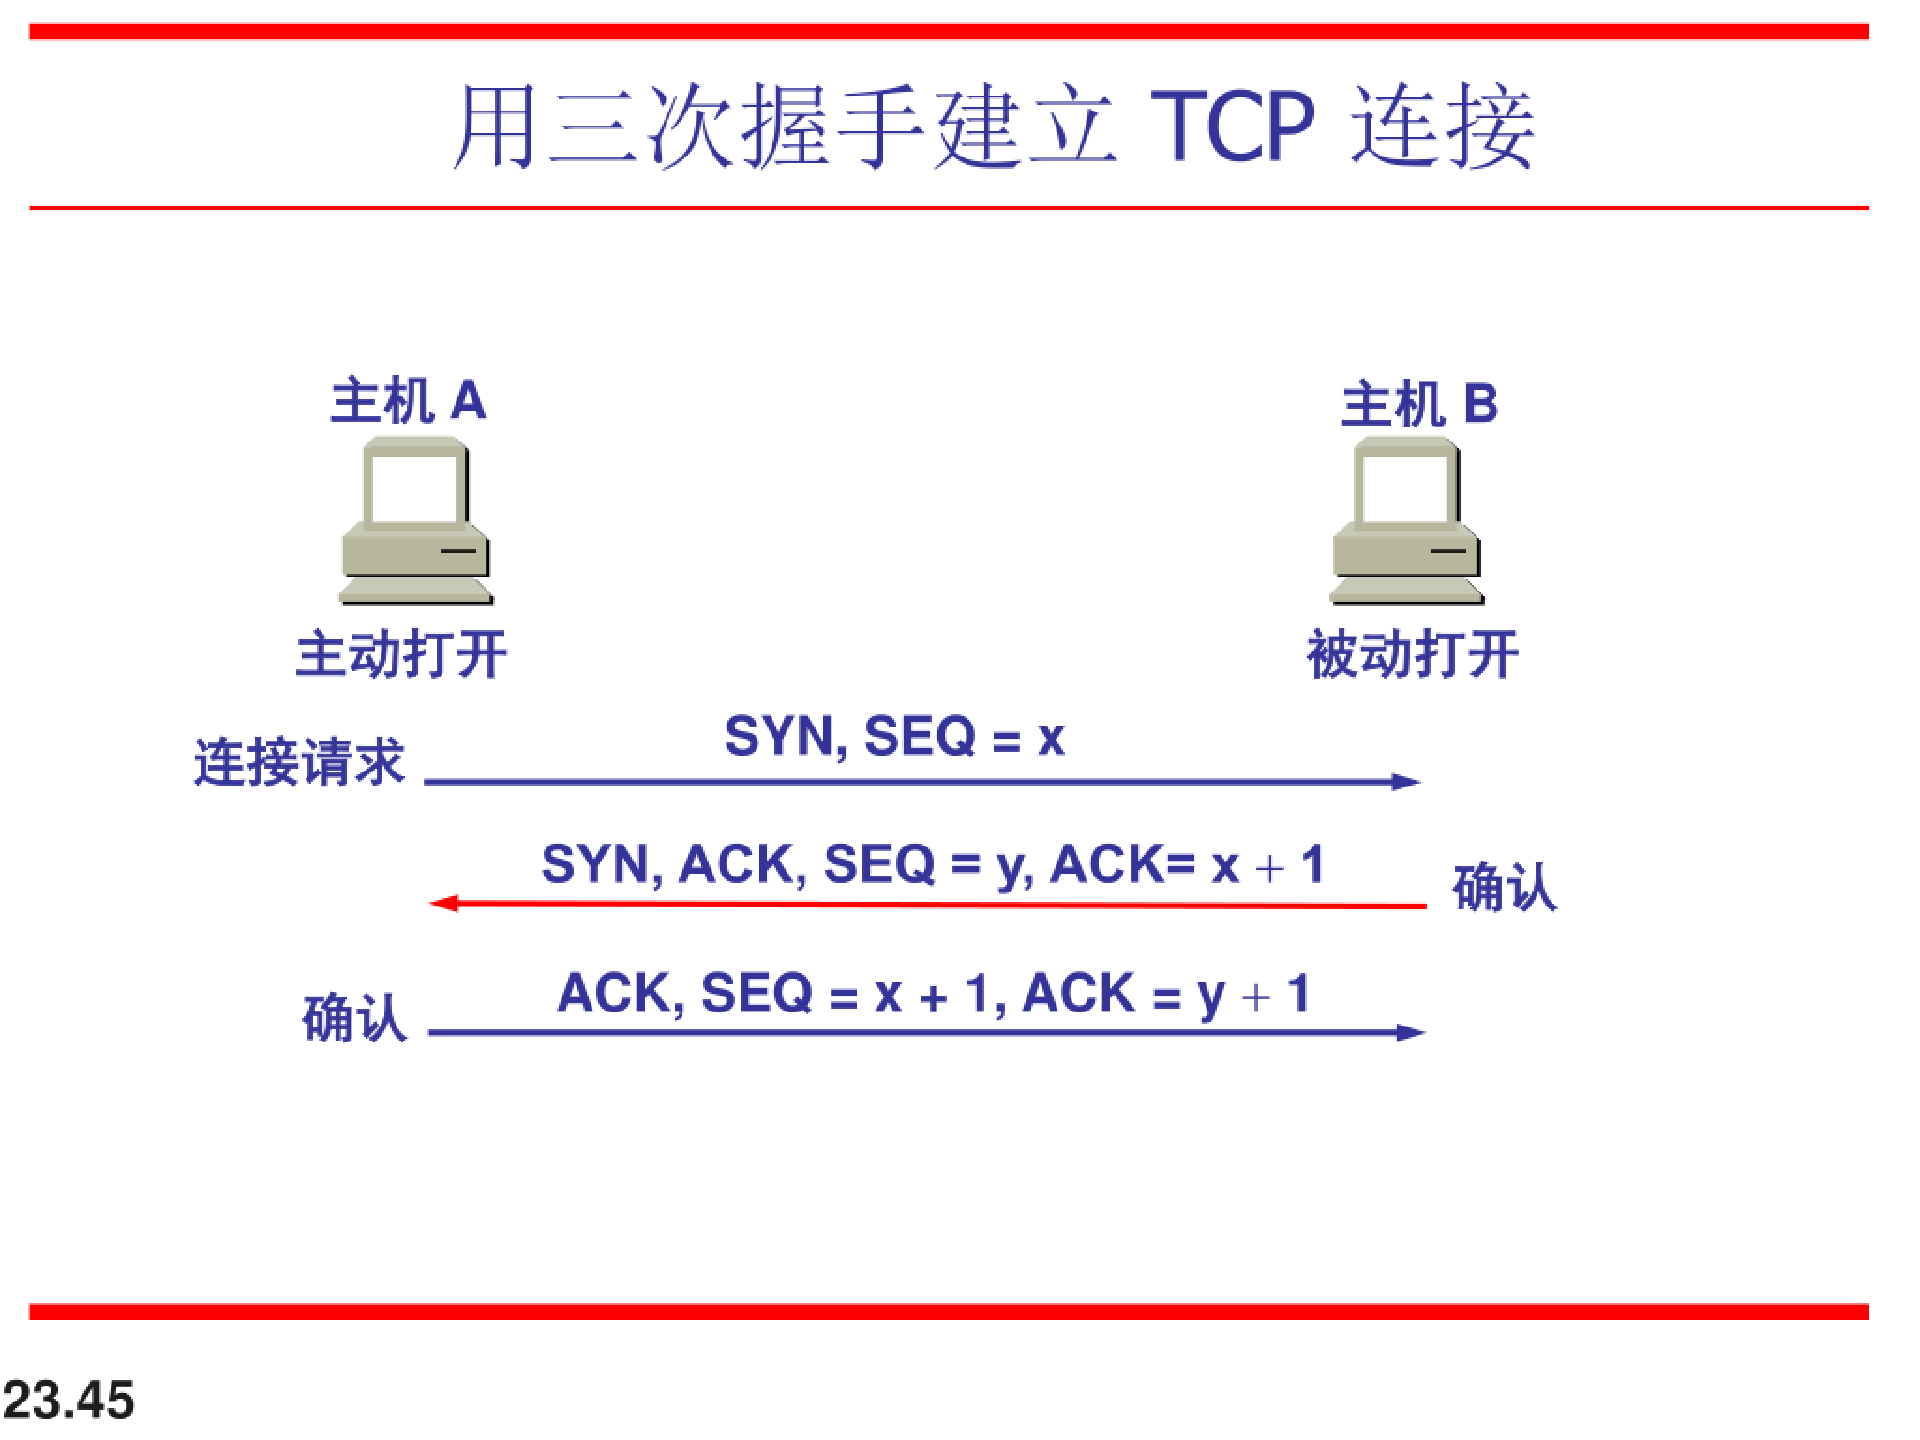 用三次握手建立 TCP 连接
主机 A
主机 B
主动打开
被动打开
连接请求
SYN, SEQ = x
SYN, ACK, SEQ = y, ACK= x + 1
确认
确认
ACK, SEQ = x + 1, ACK = y + 1
23.45